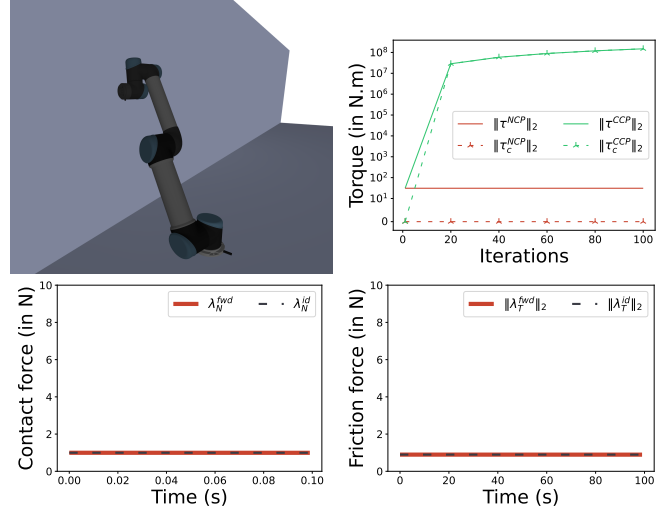 Torque (in N.m)
10⁸
10⁷
10⁶
10⁵
10⁴
10³
10²
10¹
0
‖τ^{NCP}‖₂ ‖τ^{CCP}‖₂
‖τ_c^{NCP}‖₂ ‖τ_c^{CCP}‖₂
0 20 40 60 80 100
Iterations
Contact force (in N)
10
8
6
4
2
0
λ_N^{fwd} λ_N^{id}
0.00 0.02 0.04 0.06 0.08 0.10
Time (s)
Friction force (in N)
10
8
6
4
2
0
‖λ_T^{fwd}‖₂ ‖λ_T^{id}‖₂
0 20 40 60 80 100
Time (s)